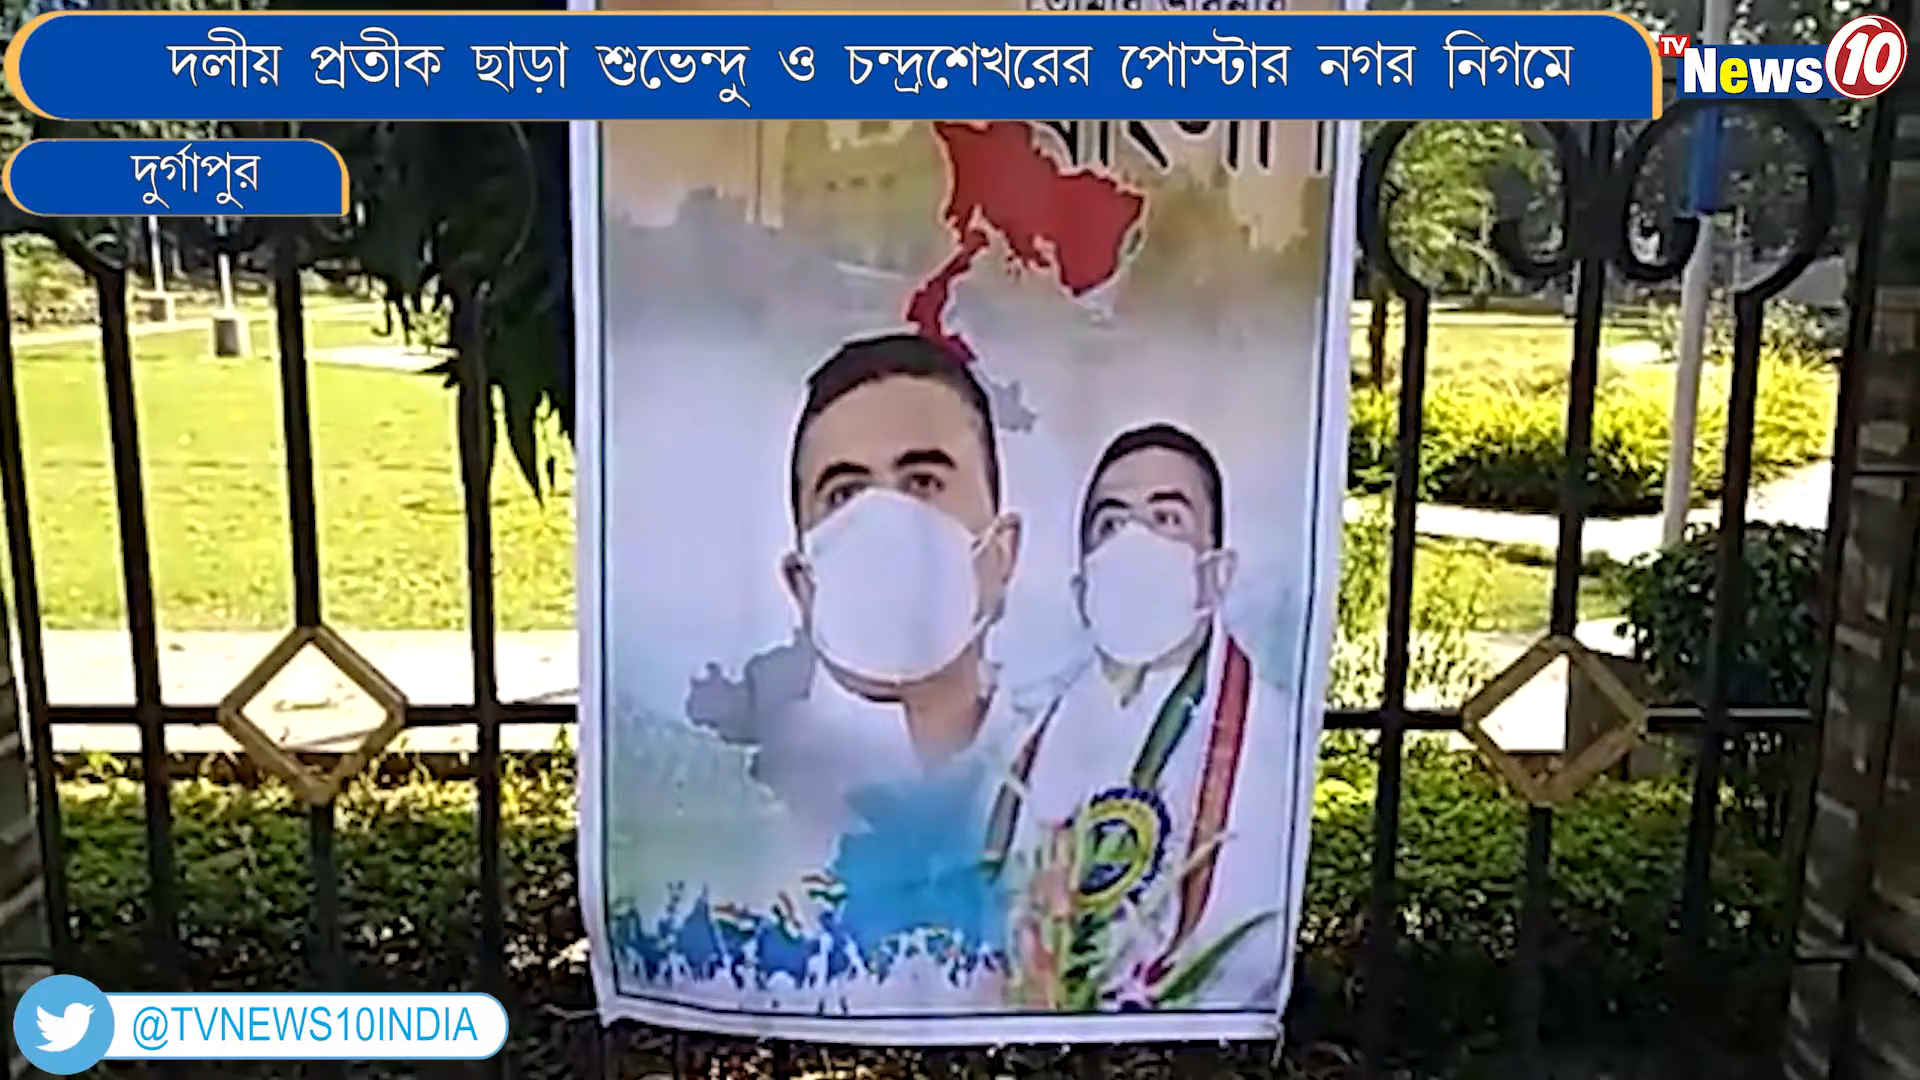 দলীয় প্রতীক ছাড়া শুভেন্দু ও চন্দ্রশেখরের পোস্টার নগর নিগমে
TV News 10
দুর্গাপুর
@TVNEWS10INDIA